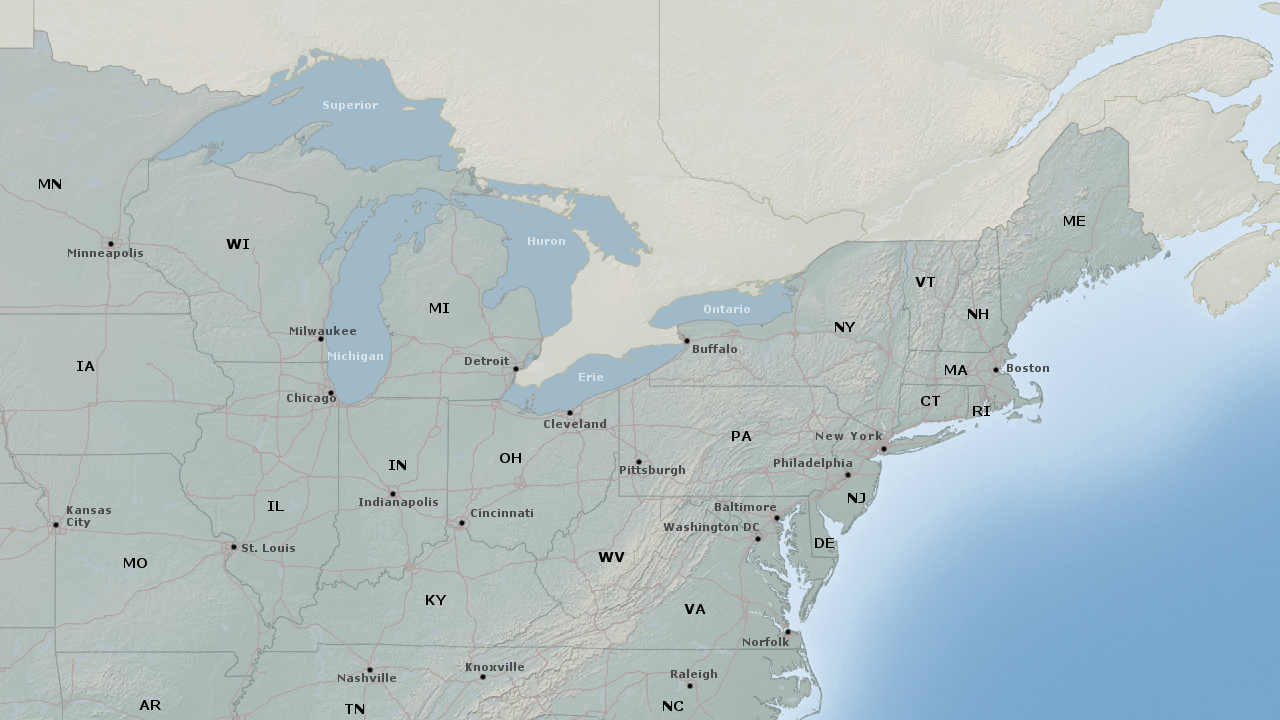 Superior
MN
ME
WI
Huron
Minneapolis
VT
MI
Ontario
NH
NY
Milwaukee
Buffalo
Michigan
Detroit
IA
MA
Boston
Erie
Chicago
CT
RI
Cleveland
PA
New York
OH
IN
Philadelphia
Pittsburgh
NJ
Indianapolis
IL
Baltimore
Kansas
City
Cincinnati
Washington DC
DE
St. Louis
WV
MO
KY
VA
Norfolk
Knoxville
Nashville
Raleigh
AR
TN
NC